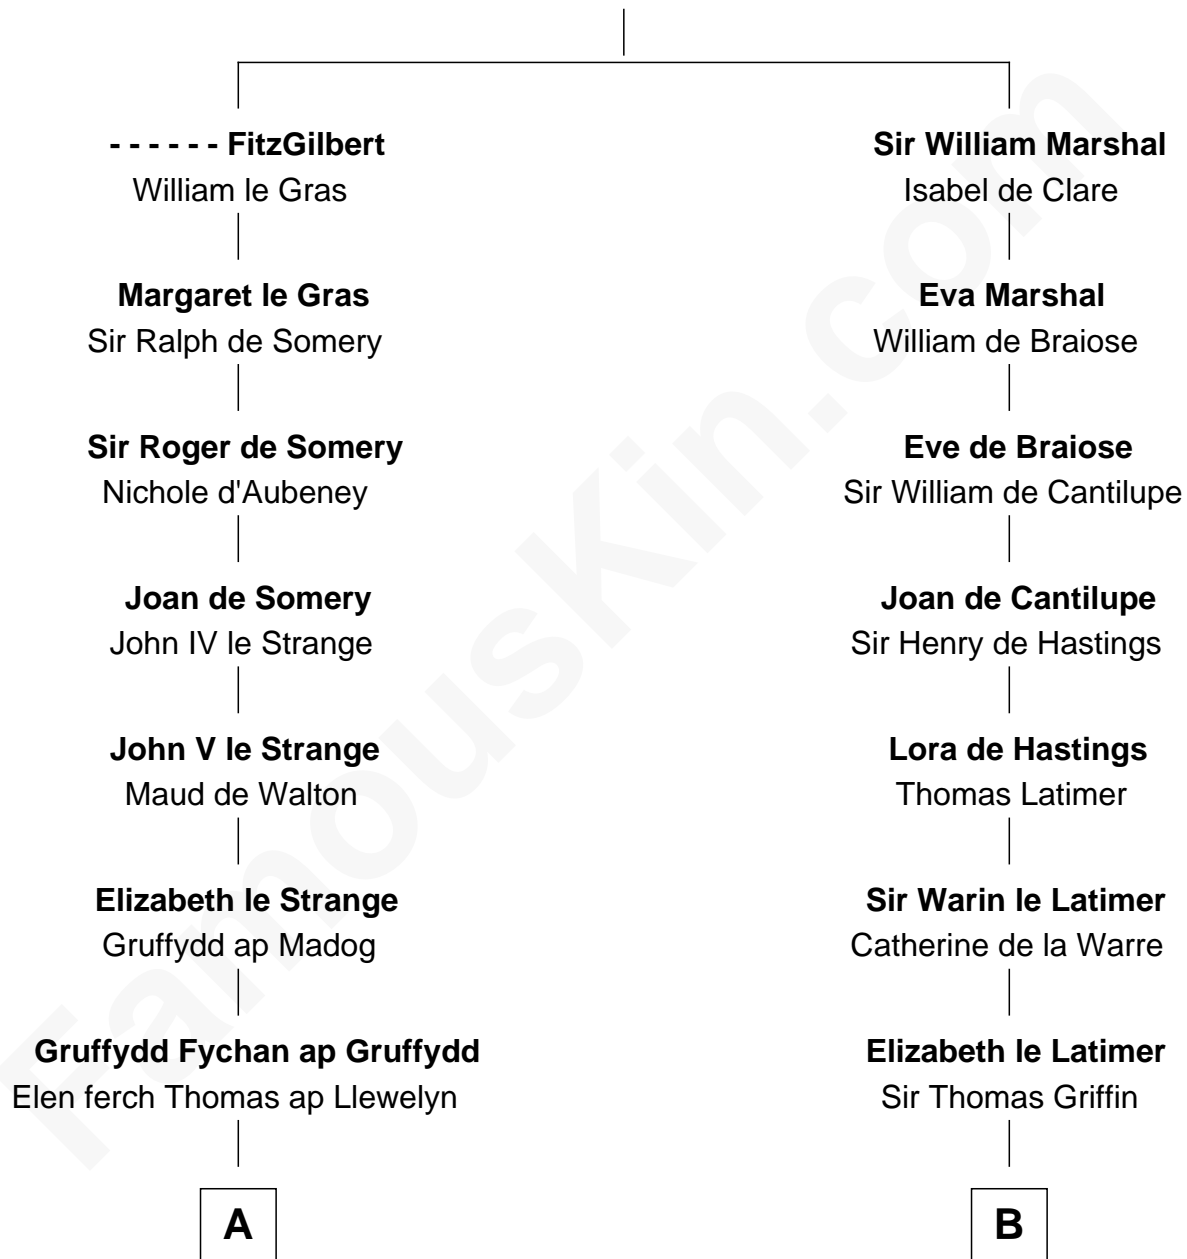 - - - - - - FitzGilbert
William le Gras
Margaret le Gras
Sir Ralph de Somery
Sir Roger de Somery
Nichole d'Aubeney
Joan de Somery
John IV le Strange
John V le Strange
Maud de Walton
Elizabeth le Strange
Gruffydd ap Madog
Gruffydd Fychan ap Gruffydd
Elen ferch Thomas ap Llewelyn
A
Sir William Marshal
Isabel de Clare
Eva Marshal
William de Braiose
Eve de Braiose
Sir William de Cantilupe
Joan de Cantilupe
Sir Henry de Hastings
Lora de Hastings
Thomas Latimer
Sir Warin le Latimer
Catherine de la Warre
Elizabeth le Latimer
Sir Thomas Griffin
B
FamousKin.com